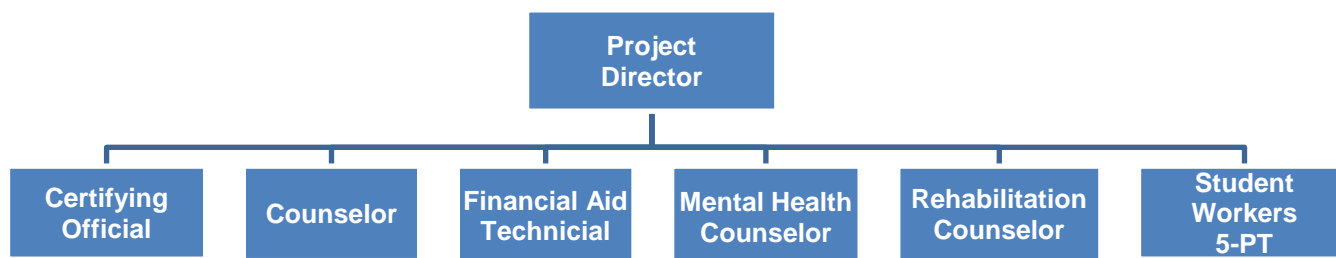 Project
Director
Certifying
Official
Counselor
Financial Aid
Technicial
Mental Health
Counselor
Rehabilitation
Counselor
Student
Workers
5-PT